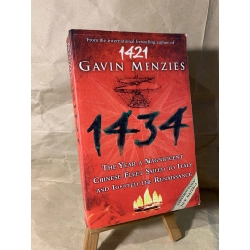 From the international bestselling author of
1421
GAVIN MENZIES
1434
THE YEAR A MAGNIFICENT
CHINESE FLEET SAILED TO ITALY
AND IGNITED THE RENAISSANCE